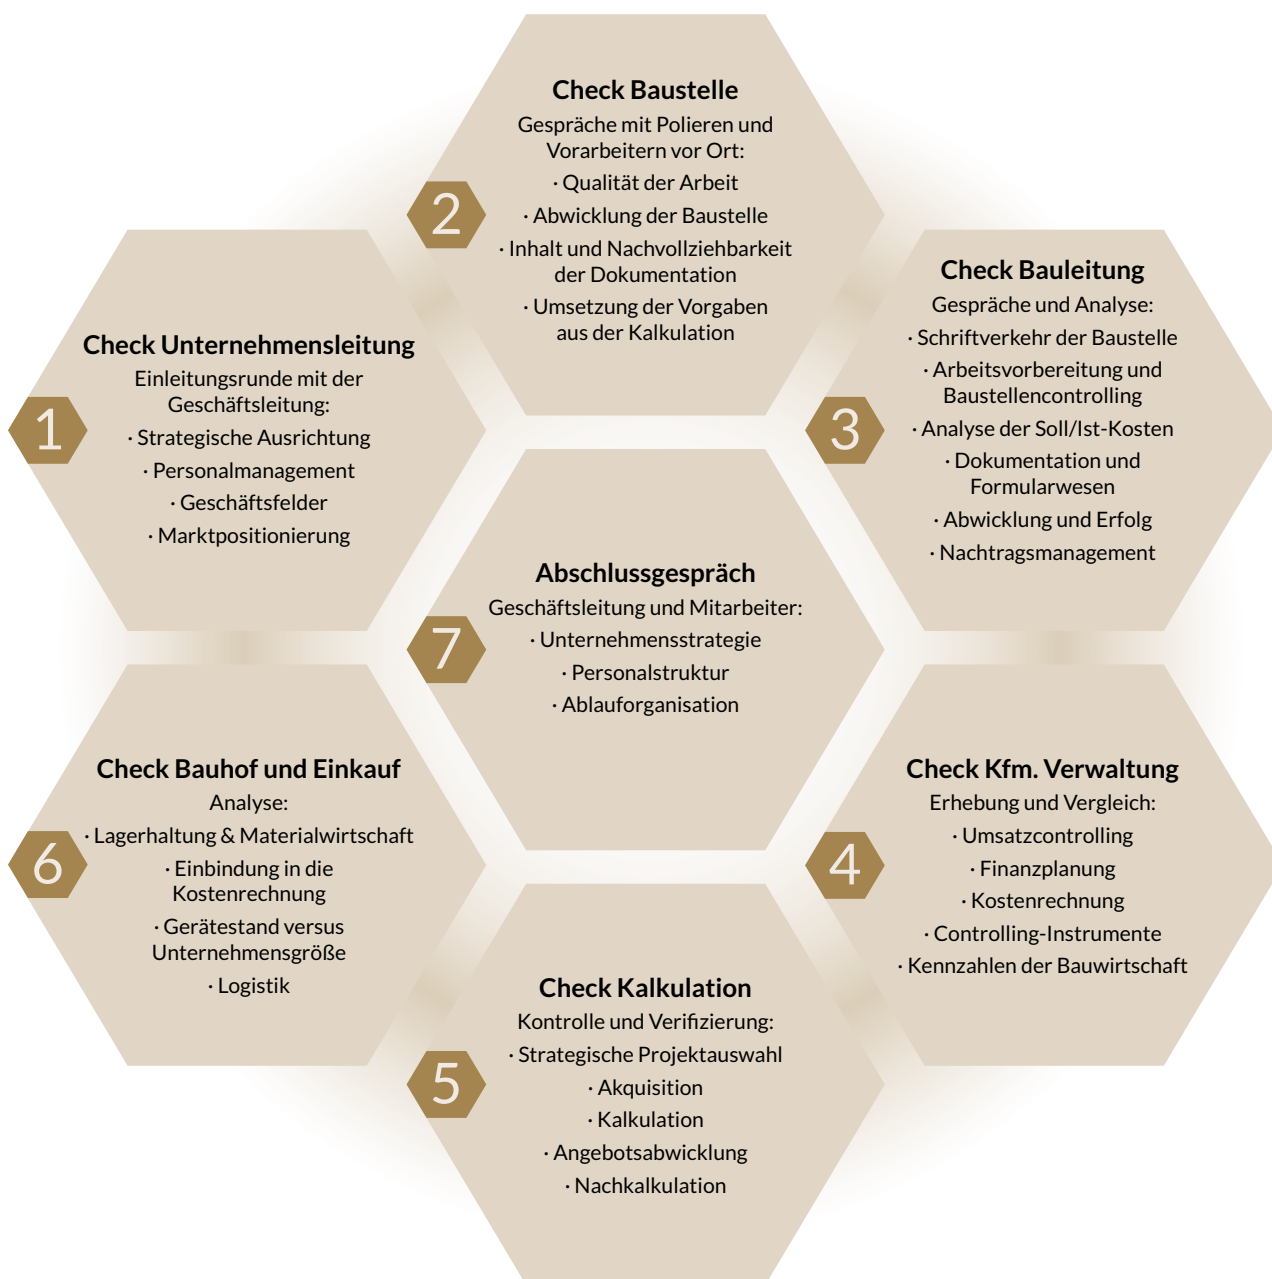 1
Check Unternehmensleitung
Einleitungsrunde mit der
Geschäftsleitung:
· Strategische Ausrichtung
· Personalmanagement
· Geschäftsfelder
· Marktpositionierung
2
Check Baustelle
Gespräche mit Polieren und
Vorarbeitern vor Ort:
· Qualität der Arbeit
· Abwicklung der Baustelle
· Inhalt und Nachvollziehbarkeit
der Dokumentation
· Umsetzung der Vorgaben
aus der Kalkulation
3
Check Bauleitung
Gespräche und Analyse:
· Schriftverkehr der Baustelle
· Arbeitsvorbereitung und
Baustellencontrolling
· Analyse der Soll/Ist-Kosten
· Dokumentation und
Formularwesen
· Abwicklung und Erfolg
· Nachtragsmanagement
4
Check Kfm. Verwaltung
Erhebung und Vergleich:
· Umsatzcontrolling
· Finanzplanung
· Kostenrechnung
· Controlling-Instrumente
· Kennzahlen der Bauwirtschaft
5
Check Kalkulation
Kontrolle und Verifizierung:
· Strategische Projektauswahl
· Akquisition
· Kalkulation
· Angebotsabwicklung
· Nachkalkulation
6
Check Bauhof und Einkauf
Analyse:
· Lagerhaltung & Materialwirtschaft
· Einbindung in die
Kostenrechnung
· Gerätestand versus
Unternehmensgröße
· Logistik
7
Abschlussgespräch
Geschäftsleitung und Mitarbeiter:
· Unternehmensstrategie
· Personalstruktur
· Ablauforganisation